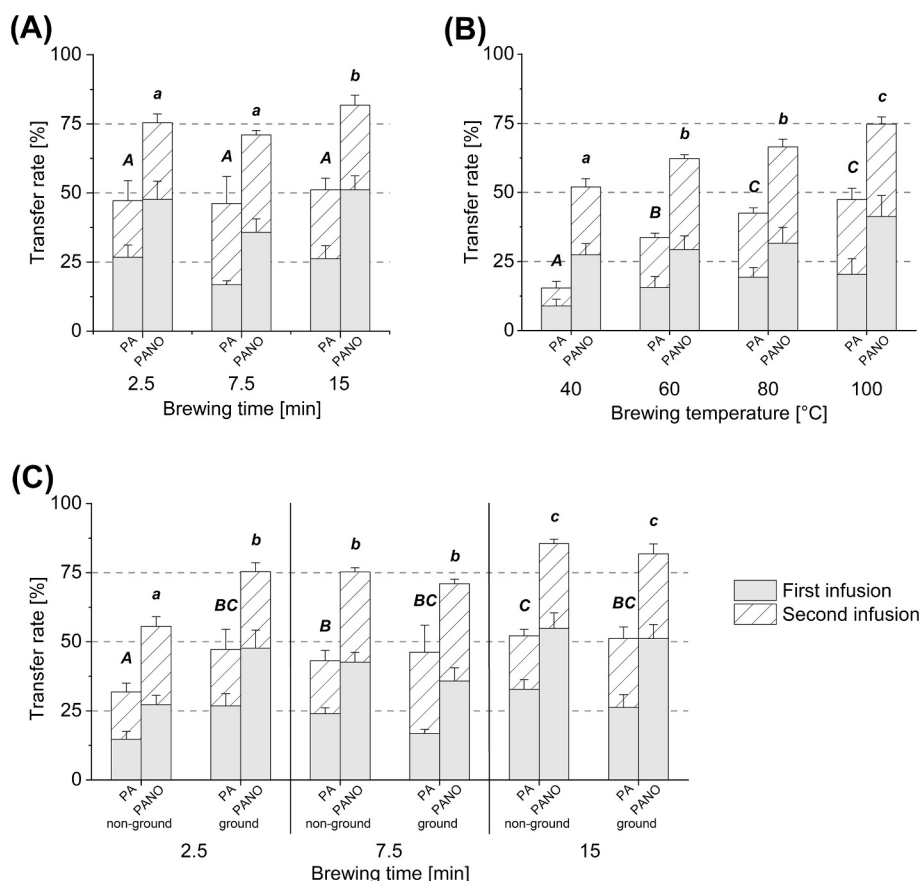 (A)
100
75
50
25
0
Transfer rate [%]
A a A a A b
PA PANO PA PANO PA PANO
2.5 7.5 15
Brewing time [min]
(B)
100
75
50
25
0
Transfer rate [%]
A a B b C b C c
PA PANO PA PANO PA PANO PA PANO
40 60 80 100
Brewing temperature [°C]
(C)
100
75
50
25
0
Transfer rate [%]
A a BC b B b BC b C c BC c
PA PANO PA PANO PA PANO PA PANO PA PANO PA PANO
non-ground ground non-ground ground non-ground ground
2.5 7.5 15
Brewing time [min]
First infusion
Second infusion